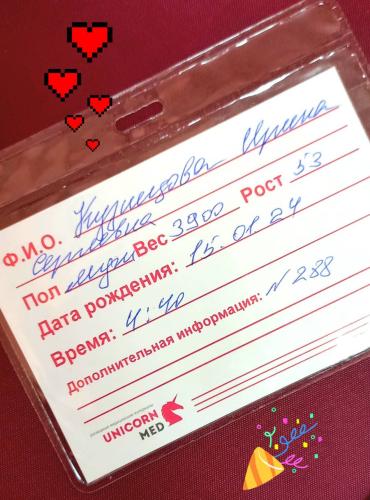 Ф.И.О. Кузнецова Ирина
Сергеевна
Пол муж Вес 3900 Рост 53
Дата рождения: 15.01.24
Время: 4:40
Дополнительная информация: N 288
UNICORN
MED